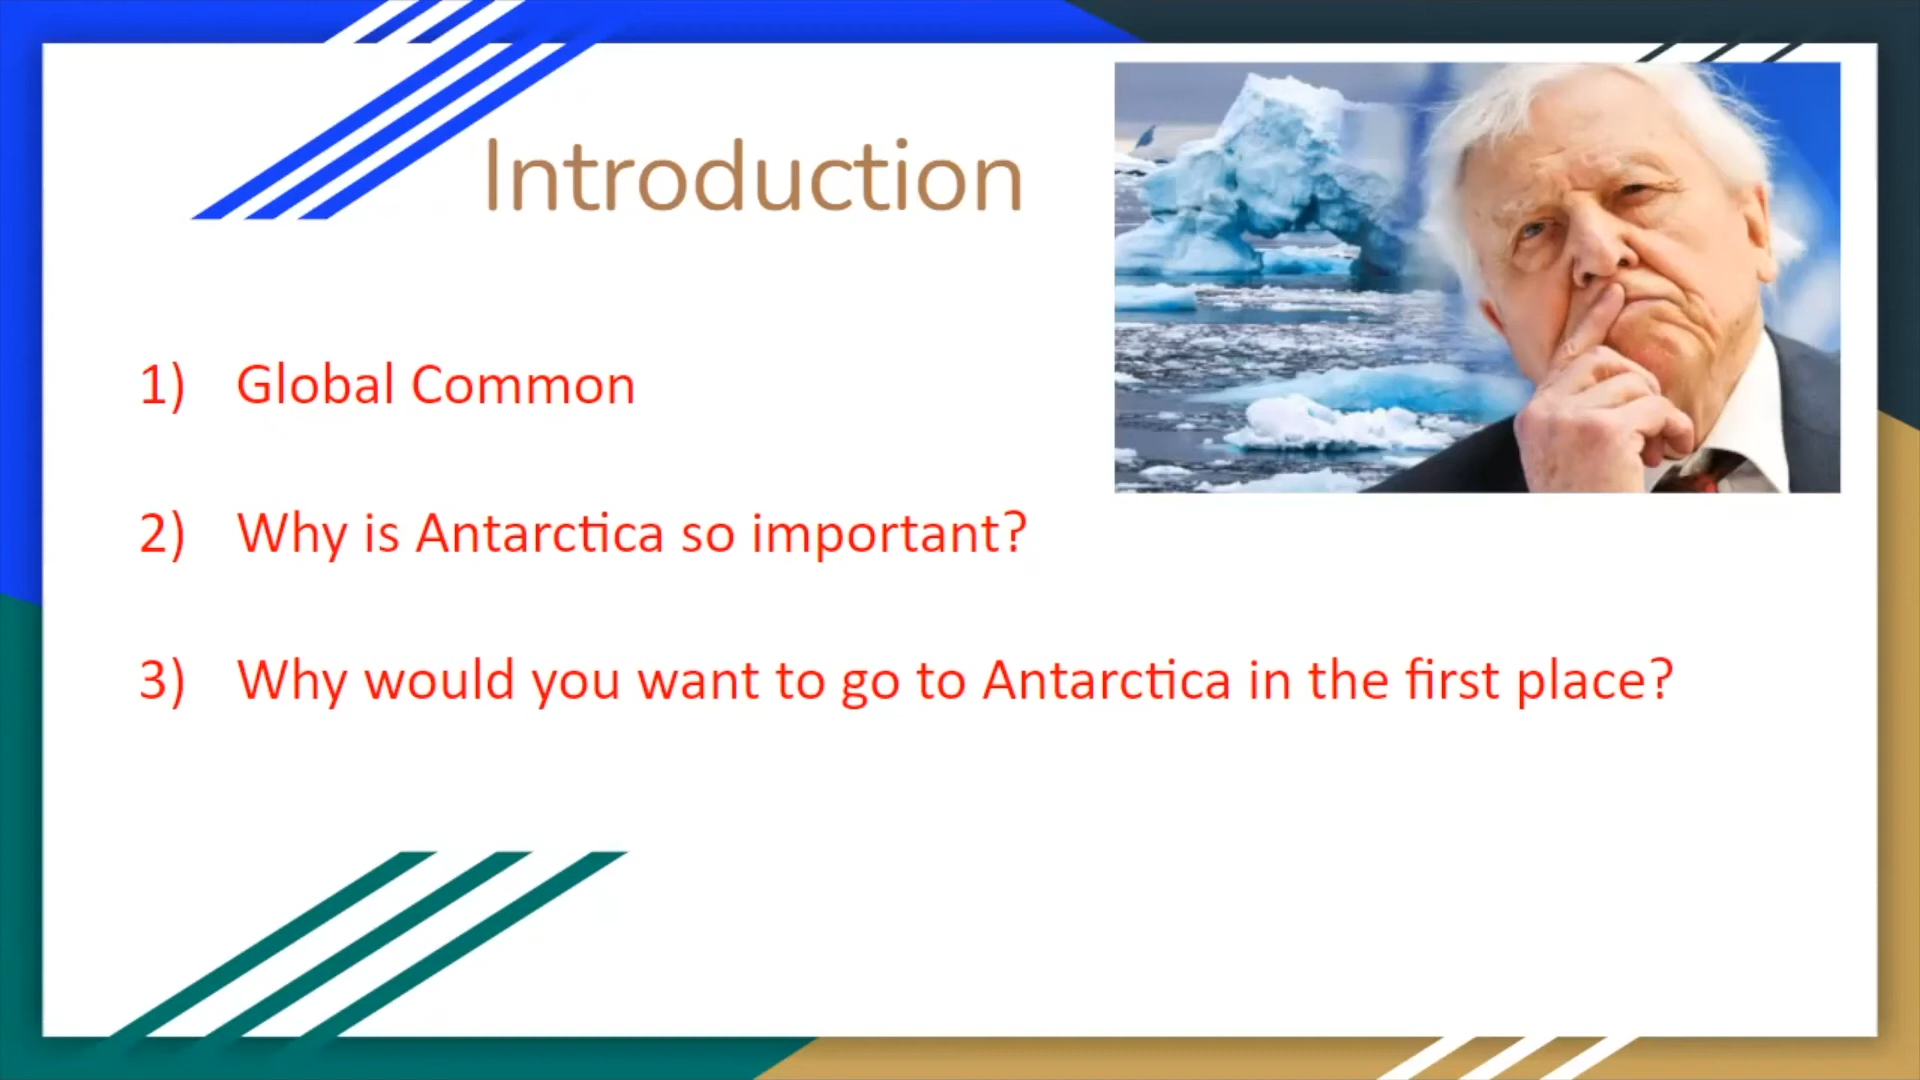 Introduction
1) Global Common
2) Why is Antarctica so important?
3) Why would you want to go to Antarctica in the first place?